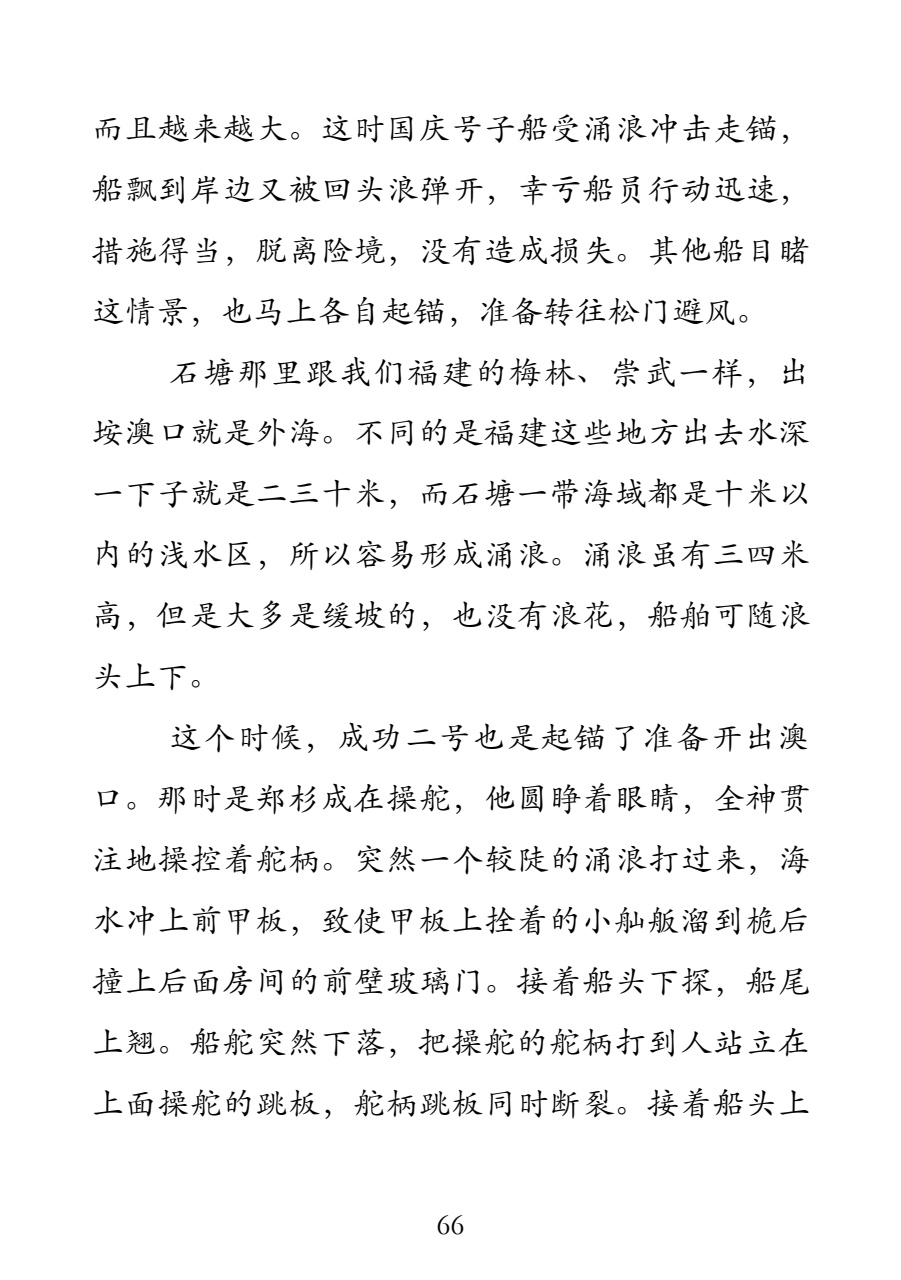 而且越来越大。这时国庆号子船受涌浪冲击走锚，
船飘到岸边又被回头浪弹开，幸亏船员行动迅速，
措施得当，脱离险境，没有造成损失。其他船目睹
这情景，也马上各自起锚，准备转往松门避风。
石塘那里跟我们福建的梅林、崇武一样，出
垵澳口就是外海。不同的是福建这些地方出去水深
一下子就是二三十米，而石塘一带海域都是十米以
内的浅水区，所以容易形成涌浪。涌浪虽有三四米
高，但是大多是缓坡的，也没有浪花，船舶可随浪
头上下。
这个时候，成功二号也是起锚了准备开出澳
口。那时是郑杉成在操舵，他圆睁着眼睛，全神贯
注地操控着舵柄。突然一个较陡的涌浪打过来，海
水冲上前甲板，致使甲板上拴着的小舢舨溜到桅后
撞上后面房间的前壁玻璃门。接着船头下探，船尾
上翘。船舵突然下落，把操舵的舵柄打到人站立在
上面操舵的跳板，舵柄跳板同时断裂。接着船头上
66